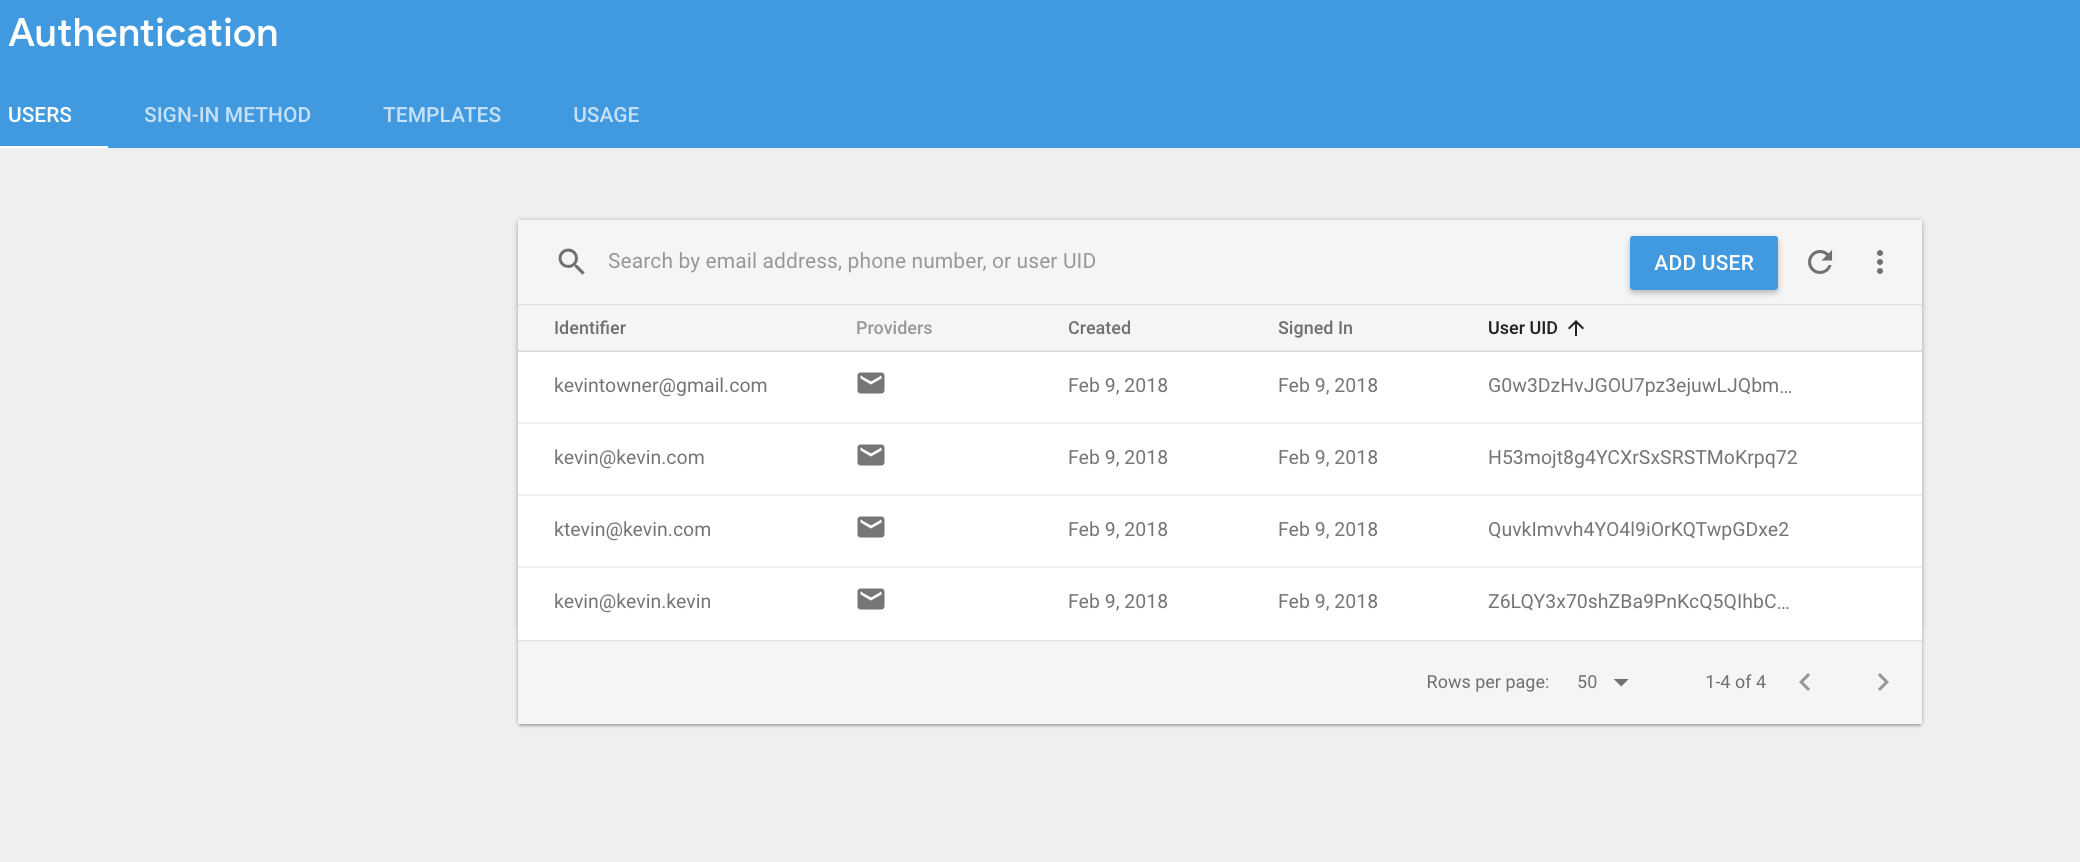 Authentication
USERS SIGN-IN METHOD TEMPLATES USAGE
Search by email address, phone number, or user UID ADD USER
Identifier Providers Created Signed In User UID
kevintowner@gmail.com Feb 9, 2018 Feb 9, 2018 G0w3DzHvJGOU7pz3ejuwLJQbm...
kevin@kevin.com Feb 9, 2018 Feb 9, 2018 H53mojt8g4YCXrSxSRSTMoKrpq72
ktevin@kevin.com Feb 9, 2018 Feb 9, 2018 QuvkImvvh4YO4l9iOrKQTwpGDxe2
kevin@kevin.kevin Feb 9, 2018 Feb 9, 2018 Z6LQY3x70shZBa9PnKcQ5QIhbC...
Rows per page: 50 1-4 of 4